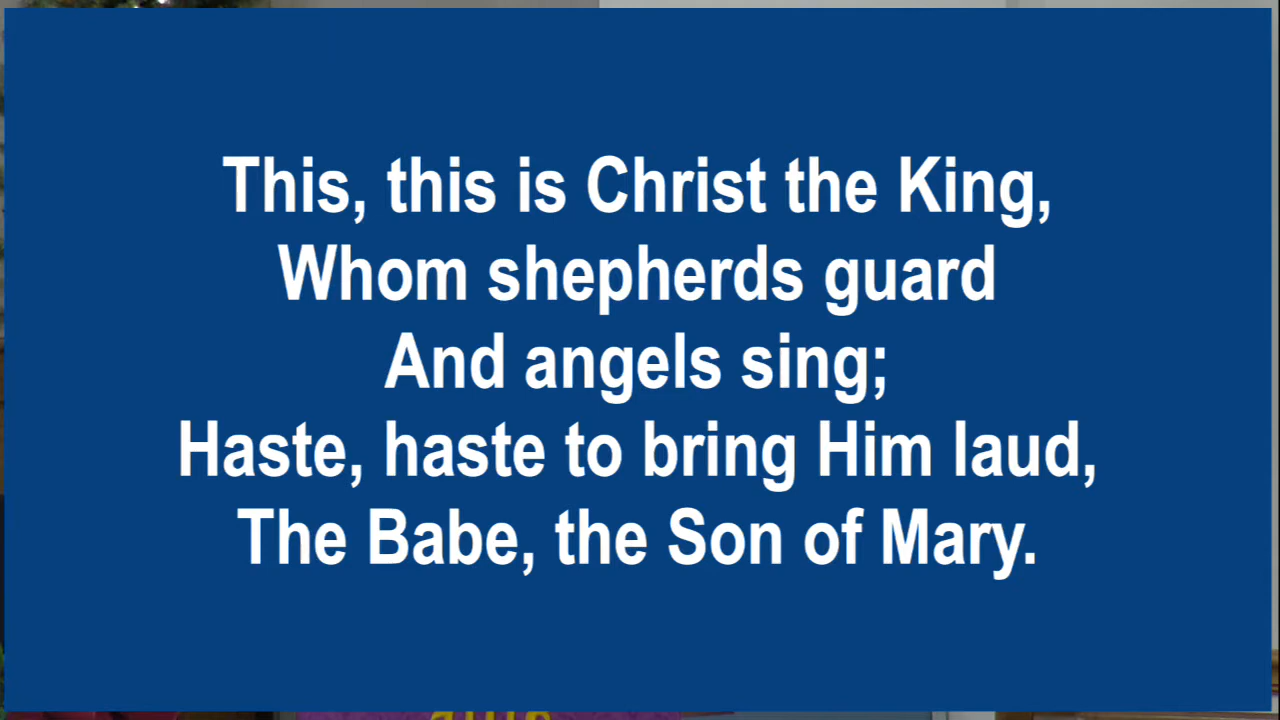 This, this is Christ the King,
Whom shepherds guard
And angels sing;
Haste, haste to bring Him laud,
The Babe, the Son of Mary.